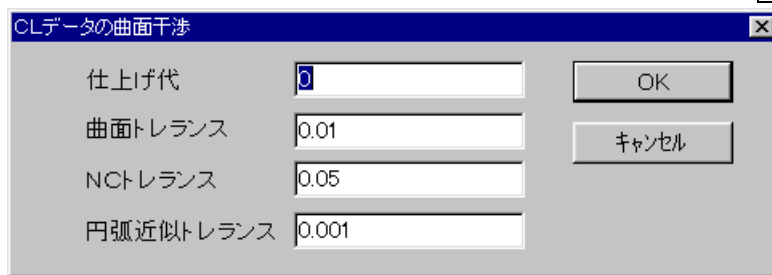 CLデータの曲面干渉
仕上げ代 0 OK
曲面トレランス 0.01 キャンセル
NCトレランス 0.05
円弧近似トレランス 0.001